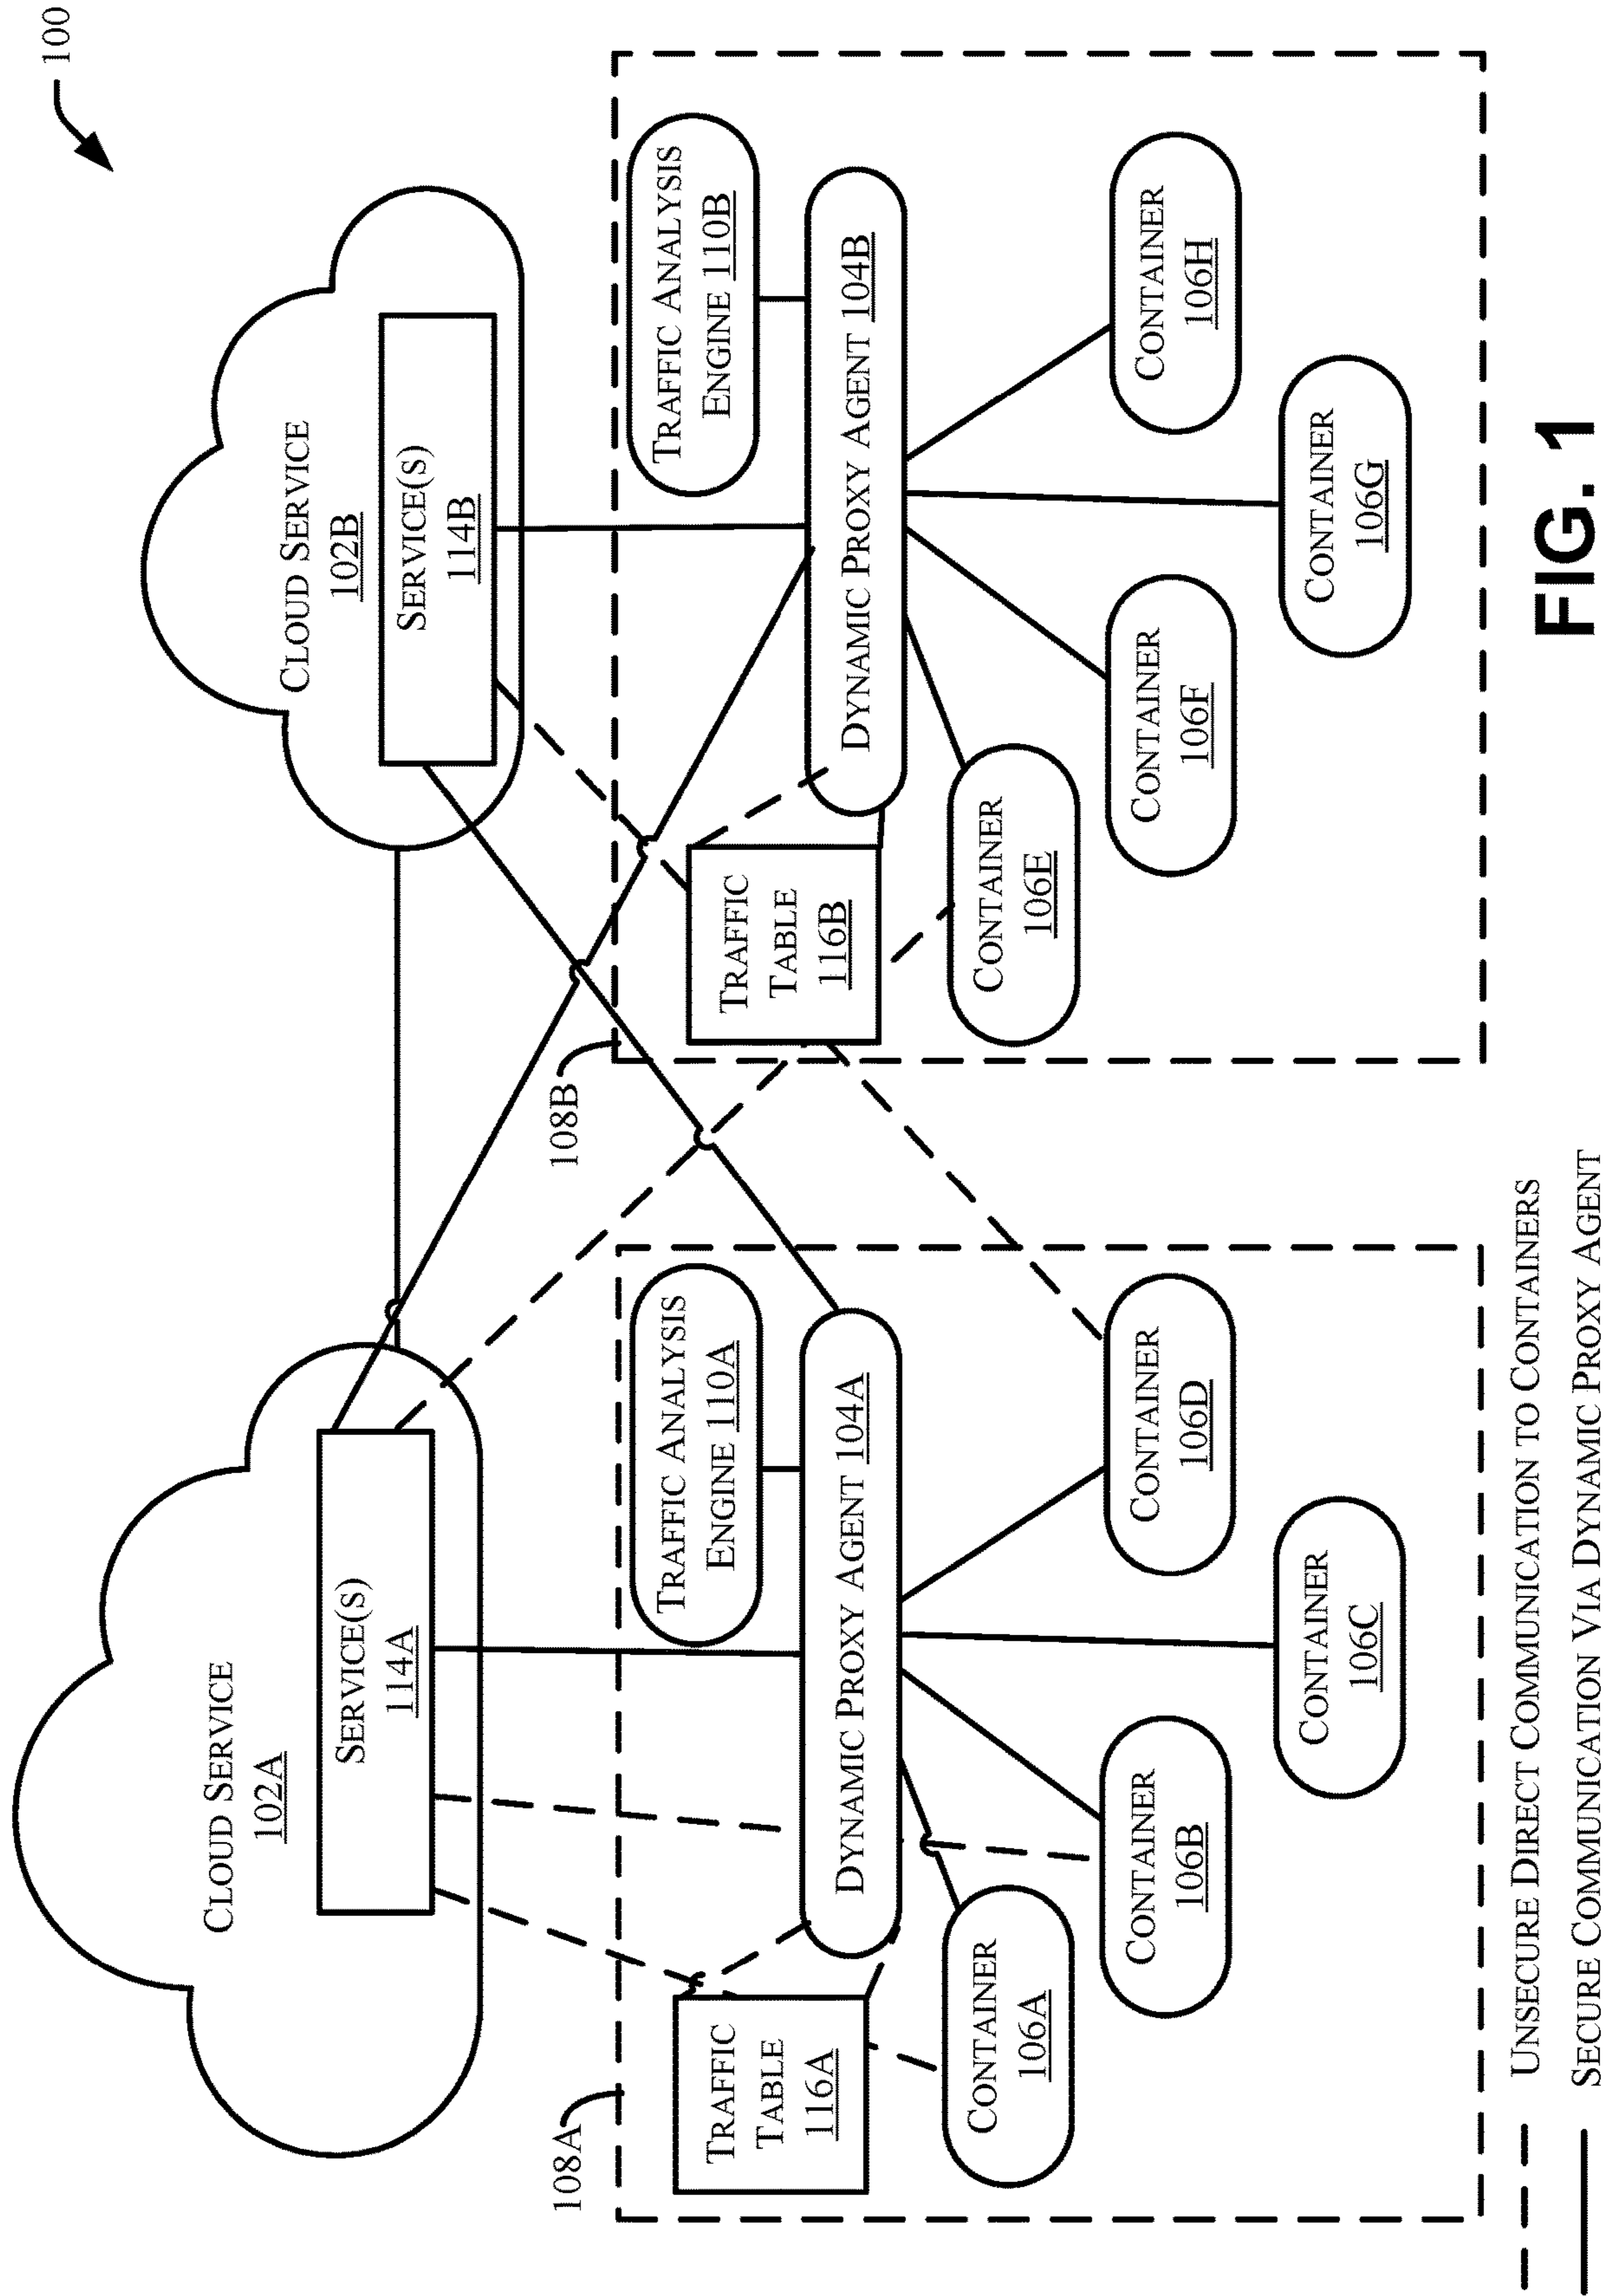 100
CLOUD SERVICE
102A
SERVICE(S)
114A
CLOUD SERVICE
102B
SERVICE(S)
114B
108A
TRAFFIC
TABLE
116A
TRAFFIC ANALYSIS
ENGINE 110A
DYNAMIC PROXY AGENT 104A
CONTAINER
106A
CONTAINER
106B
CONTAINER
106C
CONTAINER
106D
108B
TRAFFIC
TABLE
116B
TRAFFIC ANALYSIS
ENGINE 110B
DYNAMIC PROXY AGENT 104B
CONTAINER
106E
CONTAINER
106F
CONTAINER
106G
CONTAINER
106H
UNSECURE DIRECT COMMUNICATION TO CONTAINERS
SECURE COMMUNICATION VIA DYNAMIC PROXY AGENT
FIG. 1